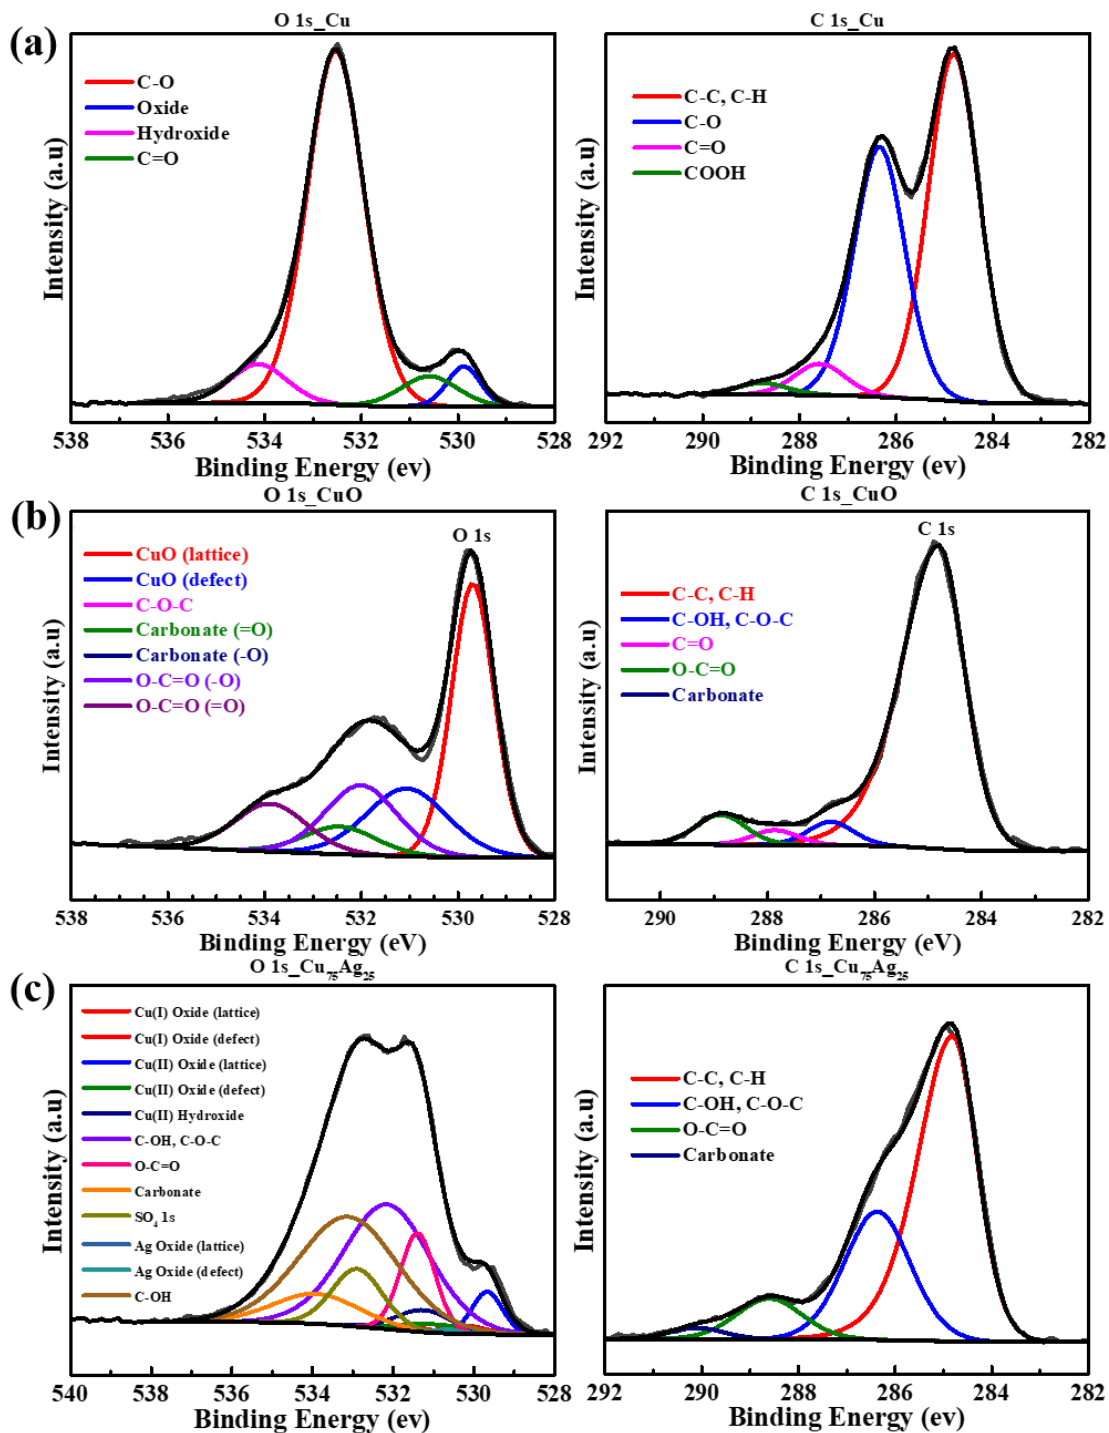 (a)
O 1s_Cu
C-O
Oxide
Hydroxide
C=O
Intensity (a.u)
538 536 534 532 530 528
Binding Energy (ev)
C 1s_Cu
C-C, C-H
C-O
C=O
COOH
Intensity (a.u)
292 290 288 286 284 282
Binding Energy (ev)
(b)
O 1s_CuO
O 1s
CuO (lattice)
CuO (defect)
C-O-C
Carbonate (=O)
Carbonate (-O)
O-C=O (-O)
O-C=O (=O)
Intensity (a.u)
538 536 534 532 530 528
Binding Energy (eV)
C 1s_CuO
C 1s
C-C, C-H
C-OH, C-O-C
C=O
O-C=O
Carbonate
Intensity (a.u)
290 288 286 284 282
Binding Energy (ev)
(c)
O 1s_Cu₇₅Ag₂₅
Cu(I) Oxide (lattice)
Cu(I) Oxide (defect)
Cu(II) Oxide (lattice)
Cu(II) Oxide (defect)
Cu(II) Hydroxide
C-OH, C-O-C
O-C=O
Carbonate
SO₄ 1s
Ag Oxide (lattice)
Ag Oxide (defect)
C-OH
Intensity (a.u)
540 538 536 534 532 530 528
Binding Energy (ev)
C 1s_Cu₇₅Ag₂₅
C-C, C-H
C-OH, C-O-C
O-C=O
Carbonate
Intensity (a.u)
292 290 288 286 284 282
Binding Energy (ev)